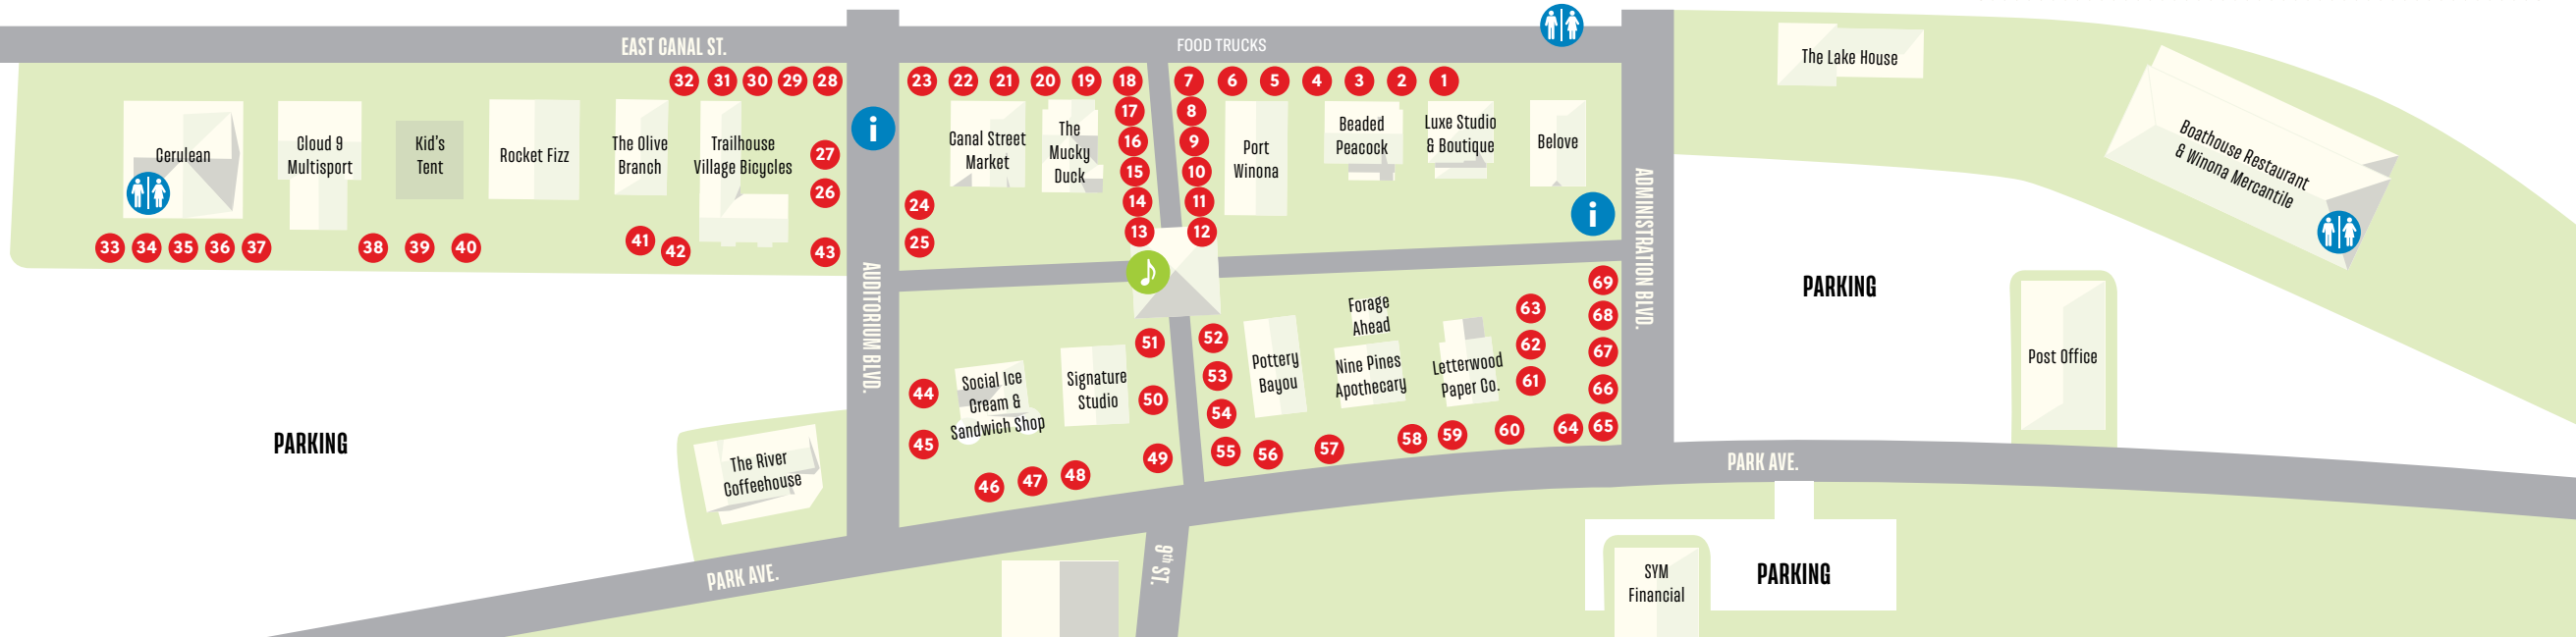 EAST CANAL ST.
FOOD TRUCKS
The Lake House
32 31 30 29 28
23 22 21 20 19 18
7 6 5 4 3 2 1
17
8
16
9
15
10
14
11
13
12
27
26
24
25
Cerulean
Cloud 9
Multisport
Kid's
Tent
Rocket Fizz
The Olive
Branch
Trailhouse
Village Bicycles
i
Canal Street
Market
The
Mucky
Duck
Port
Winona
Beaded
Peacock
Luxe Studio
& Boutique
Belove
i
Boathouse Restaurant
& Winona Mercantile
33 34 35 36 37
38 39 40
41 42
43
AUDITORIUM BLVD.
ADMINISTRATION BLVD.
PARKING
Post Office
69
68
67
66
65
64
63
62
61
Forage
Ahead
Pottery
Bayou
Nine Pines
Apothecary
Letterwood
Paper Co.
51
50
49
52
53
54
55 56 57 58 59 60
44
45
Social Ice
Cream &
Sandwich Shop
Signature
Studio
46 47 48
PARKING
The River
Coffeehouse
PARK AVE.
PARK AVE.
9th ST.
SYM
Financial
PARKING